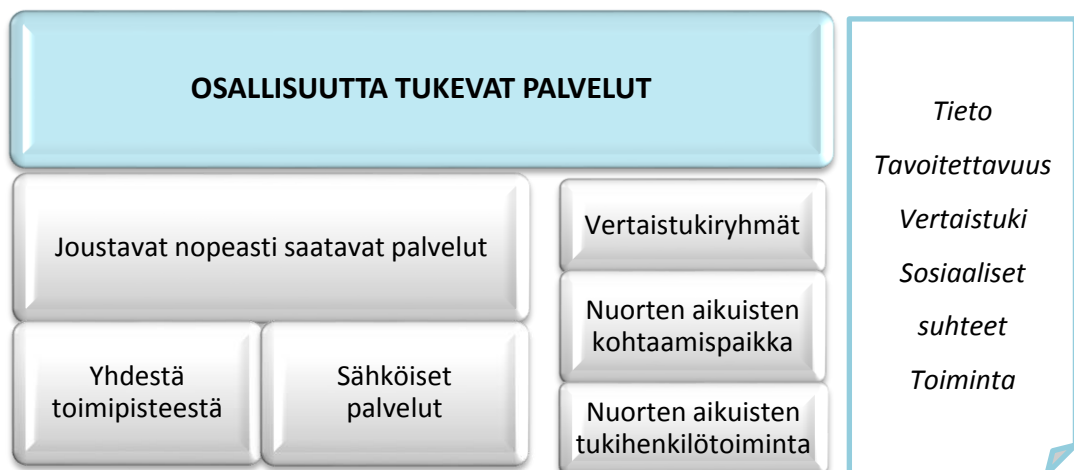 OSALLISUUTTA TUKEVAT PALVELUT
Joustavat nopeasti saatavat palvelut
Yhdestä
toimipisteestä
Sähköiset
palvelut
Vertaistukiryhmät
Nuorten aikuisten
kohtaamispaikka
Nuorten aikuisten
tukihenkilötoiminta
Tieto
Tavoitettavuus
Vertaistuki
Sosiaaliset
suhteet
Toiminta